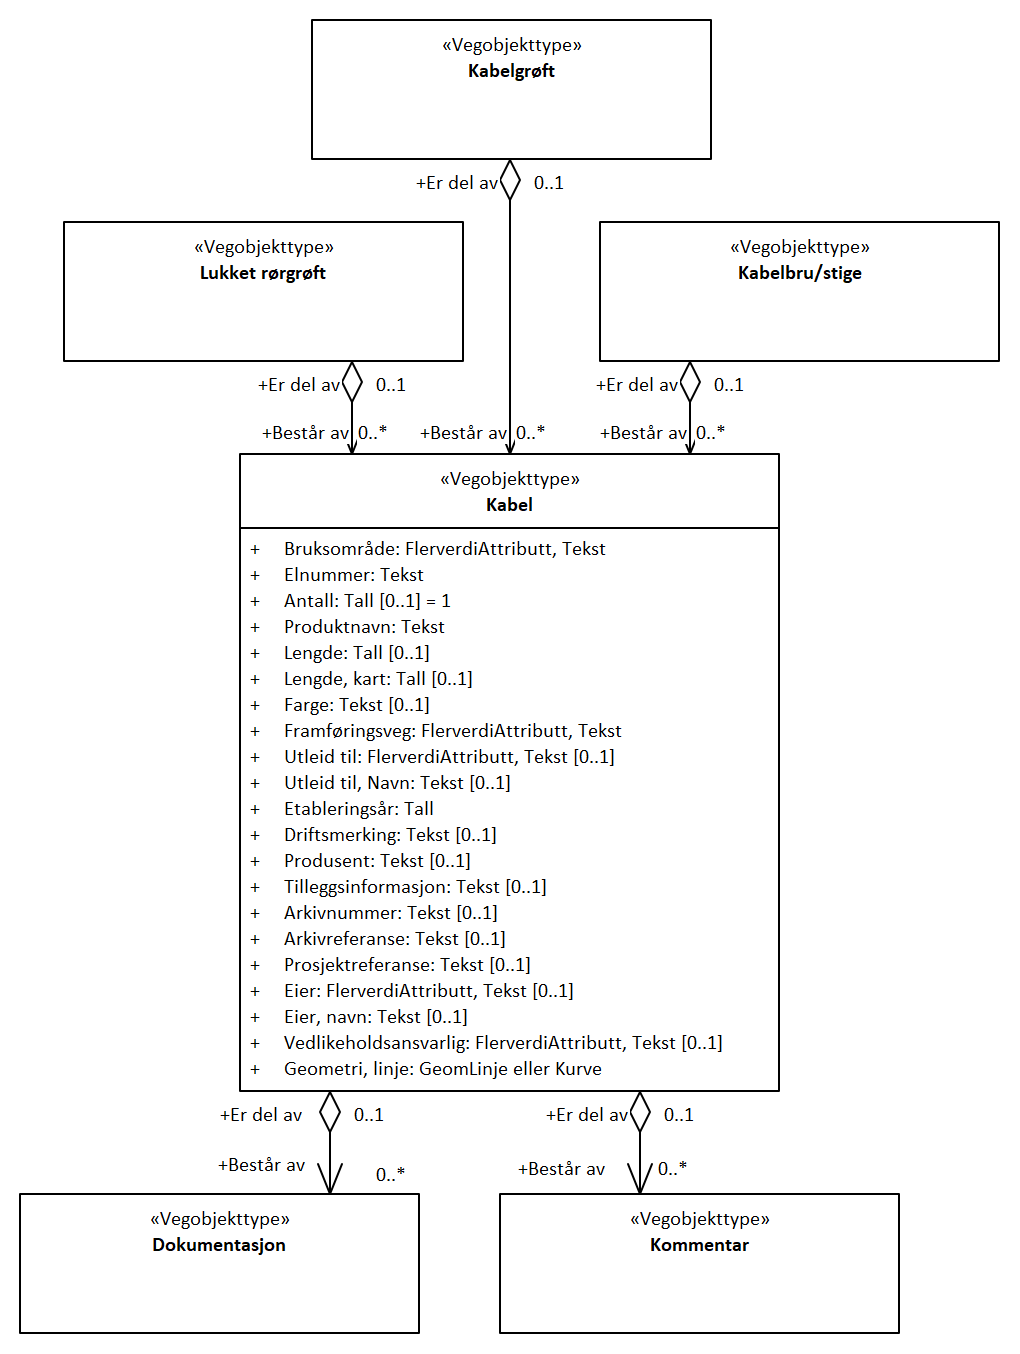 «Vegobjekttype»
Kabelgrøft
+Er del av 0..1
«Vegobjekttype»
Lukket rørgrøft
«Vegobjekttype»
Kabelbru/stige
+Er del av 0..1
+Er del av 0..1
+Består av 0..*
+Består av 0..*
+Består av 0..*
«Vegobjekttype»
Kabel
+ Bruksområde: FlerverdiAttributt, Tekst
+ Elnummer: Tekst
+ Antall: Tall [0..1] = 1
+ Produktnavn: Tekst
+ Lengde: Tall [0..1]
+ Lengde, kart: Tall [0..1]
+ Farge: Tekst [0..1]
+ Framføringsveg: FlerverdiAttributt, Tekst
+ Utleid til: FlerverdiAttributt, Tekst [0..1]
+ Utleid til, Navn: Tekst [0..1]
+ Etableringsår: Tall
+ Driftsmerking: Tekst [0..1]
+ Produsent: Tekst [0..1]
+ Tilleggsinformasjon: Tekst [0..1]
+ Arkivnummer: Tekst [0..1]
+ Arkivreferanse: Tekst [0..1]
+ Prosjektreferanse: Tekst [0..1]
+ Eier: FlerverdiAttributt, Tekst [0..1]
+ Eier, navn: Tekst [0..1]
+ Vedlikeholdsansvarlig: FlerverdiAttributt, Tekst [0..1]
+ Geometri, linje: GeomLinje eller Kurve
+Er del av 0..1
+Er del av 0..1
+Består av 0..*
+Består av 0..*
«Vegobjekttype»
Dokumentasjon
«Vegobjekttype»
Kommentar